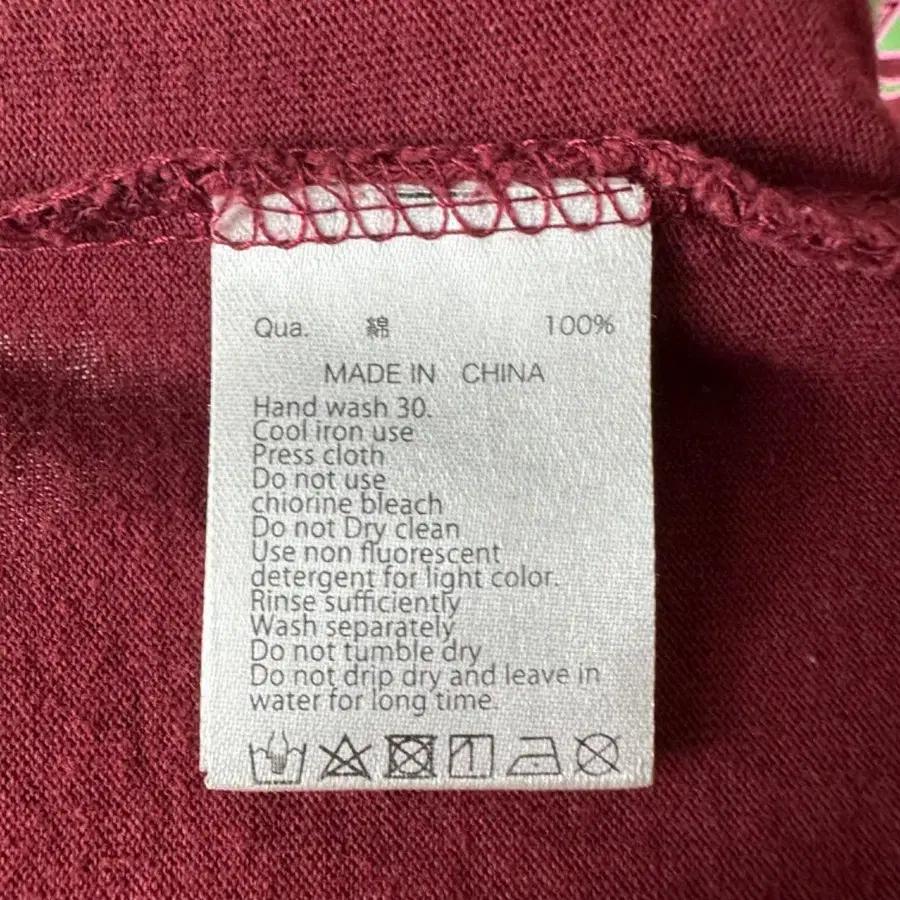 Qua. 綿 100%
MADE IN CHINA
Hand wash 30.
Cool iron use
Press cloth
Do not use
chiorine bleach
Do not Dry clean
Use non fluorescent
detergent for light color.
Rinse sufficiently
Wash separately
Do not tumble dry
Do not drip dry and leave in
water for long time.